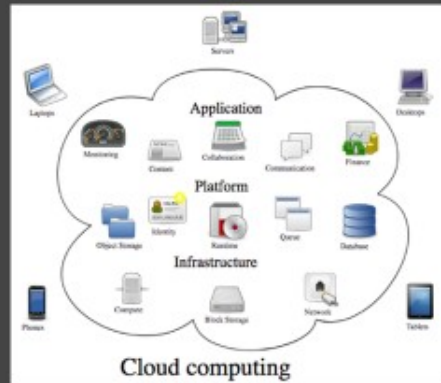 Servers
Laptops
Desktops
Application
Monitoring
Content
Collaboration
Communication
Finance
Platform
Object Storage
Identity
Runtime
Queue
Database
Infrastructure
Compute
Block Storage
Network
Phones
Tablets
Cloud computing